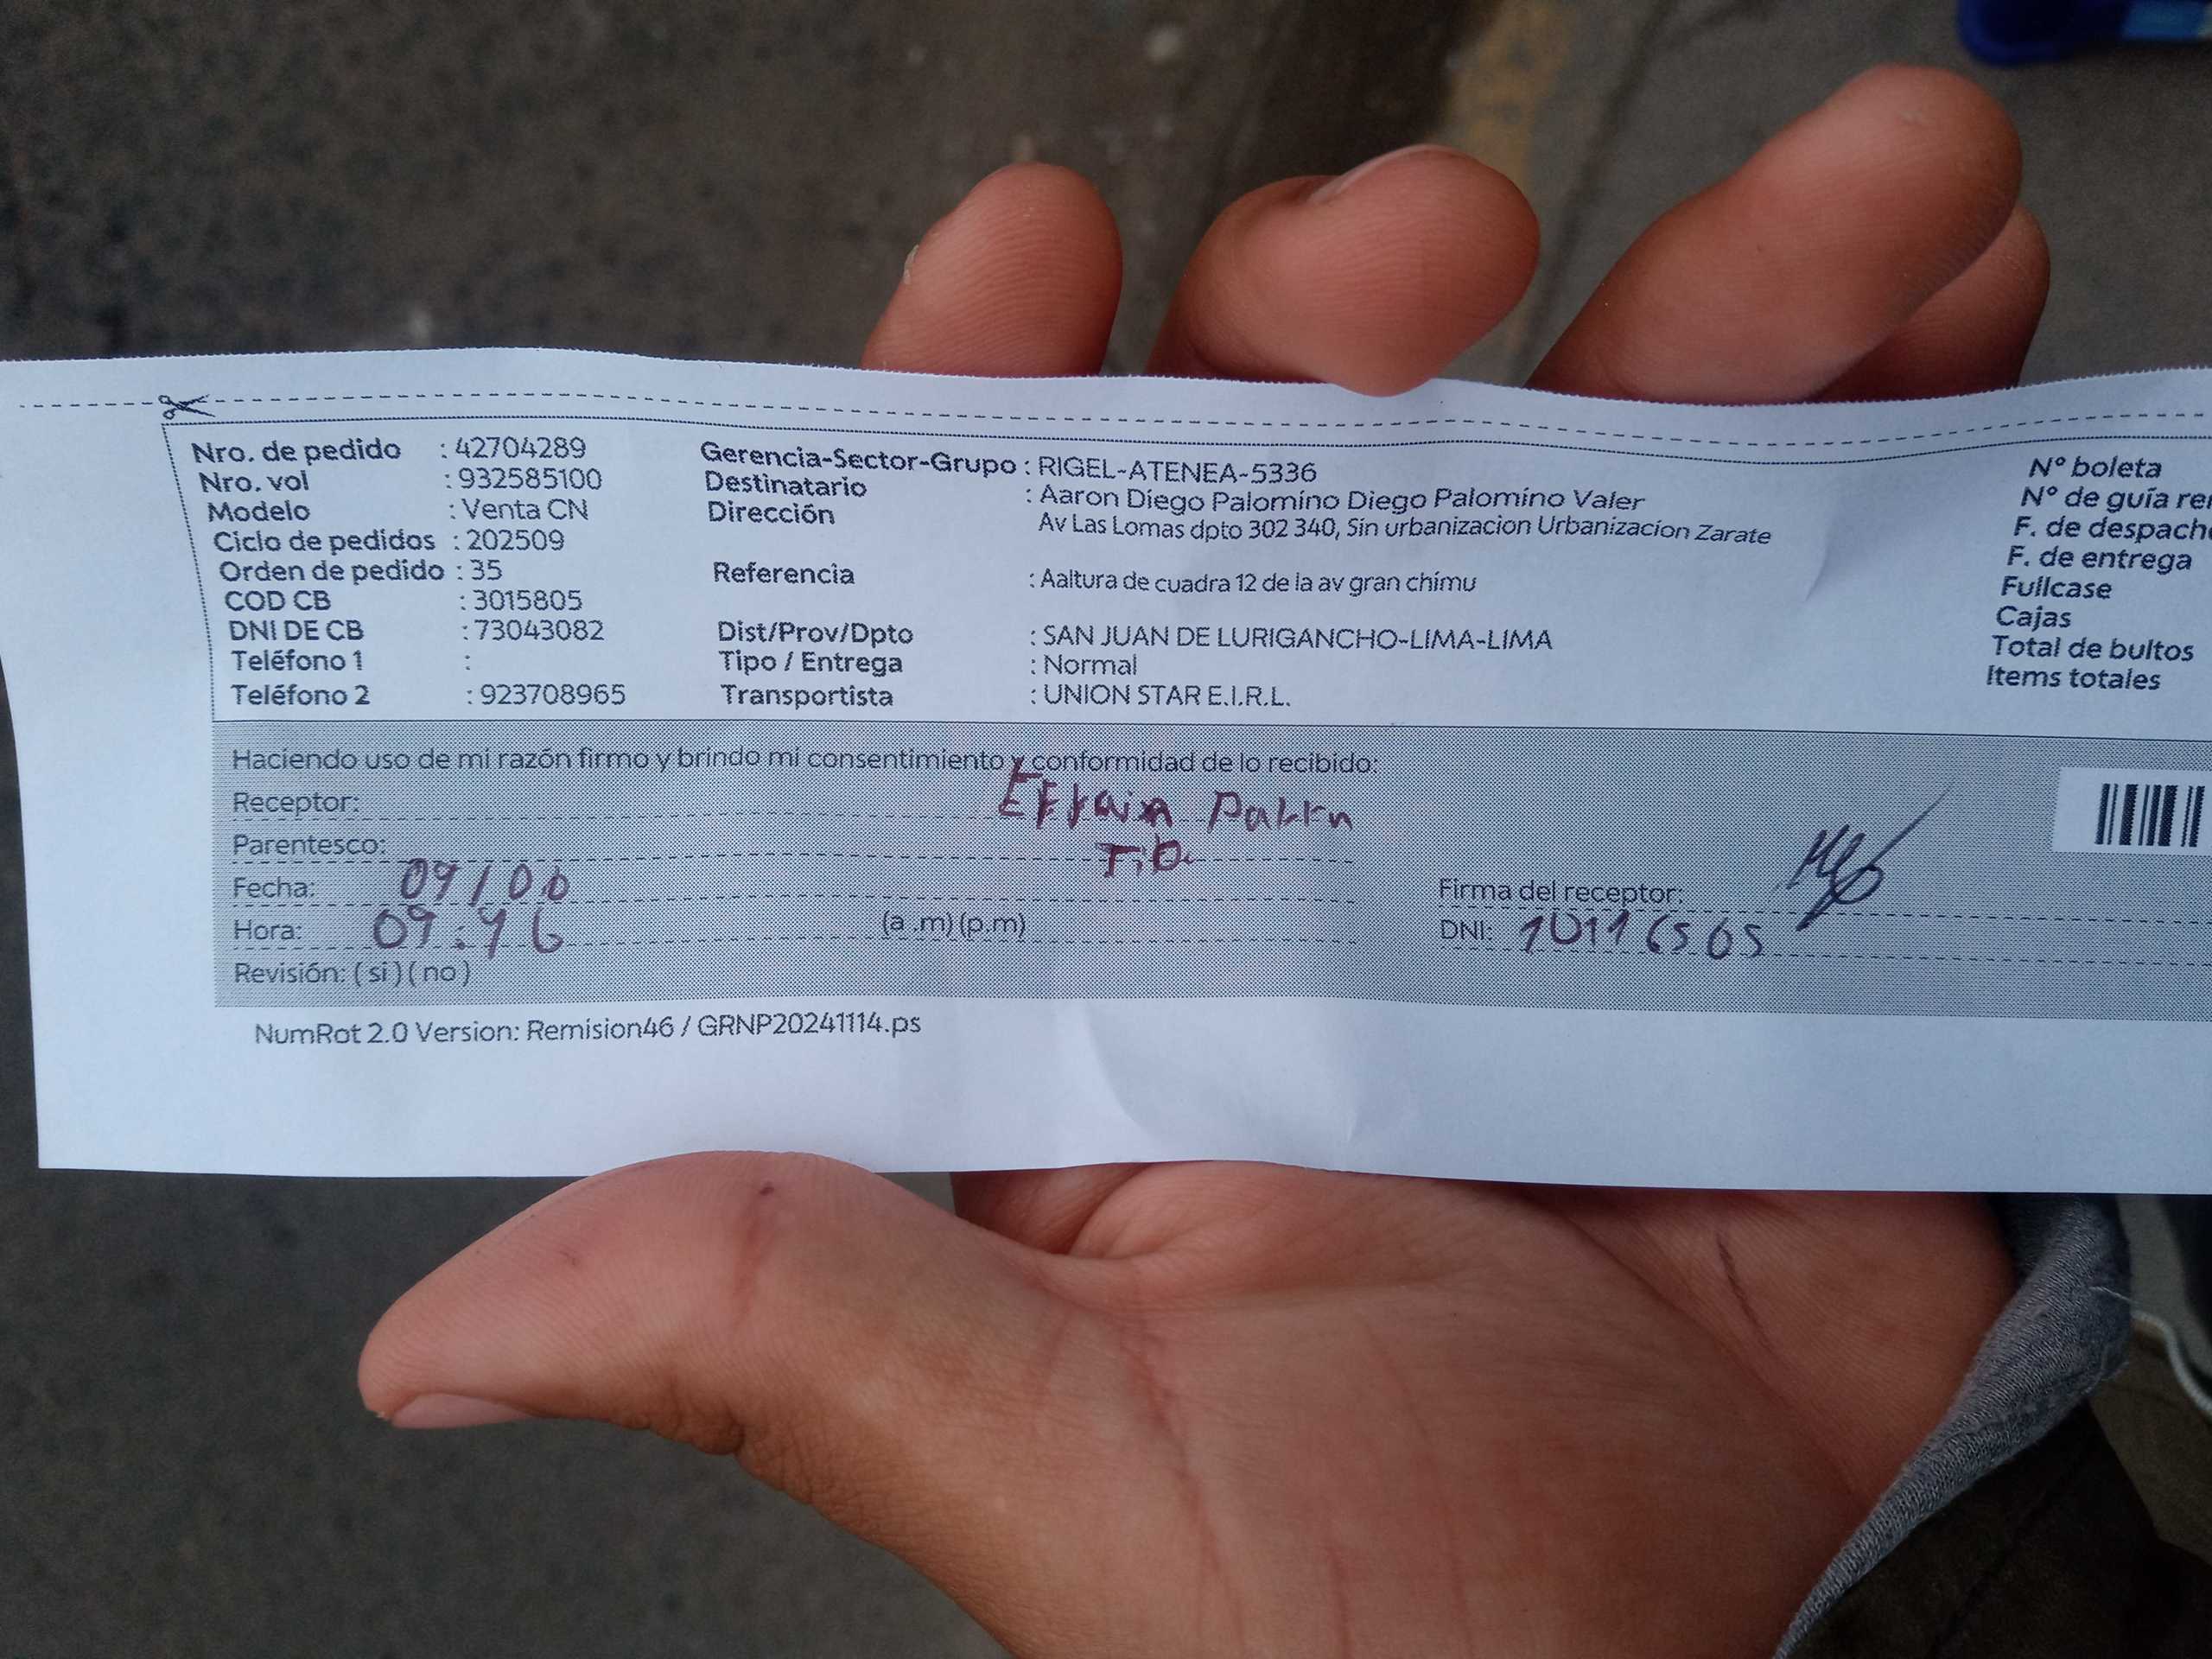 Nro. de pedido : 42704289
Nro. vol : 932585100
Modelo : Venta CN
Ciclo de pedidos : 202509
Orden de pedido : 35
COD CB : 3015805
DNI DE CB : 73043082
Teléfono 1 :
Teléfono 2 : 923708965
Gerencia-Sector-Grupo : RIGEL-ATENEA-5336
Destinatario : Aaron Diego Palomino Diego Palomino Valer
Dirección Av Las Lomas dpto 302 340, Sin urbanizacion Urbanizacion Zarate
Referencia : Aaltura de cuadra 12 de la av gran chimu
Dist/Prov/Dpto : SAN JUAN DE LURIGANCHO-LIMA-LIMA
Tipo / Entrega : Normal
Transportista : UNION STAR E.I.R.L.
N° boleta
N° de guía
F. de despacho
F. de entrega
Fullcase
Cajas
Total de bultos
Items totales
Haciendo uso de mi razón firmo y brindo mi consentimiento y conformidad de lo recibido:
Receptor: Efrain
Parentesco:
Fecha:
Hora: (a .m) (p.m)
Revisión: ( si ) ( no )
Firma del receptor:
DNI:
NumRot 2.0 Version: Remision46 / GRNP20241114.ps